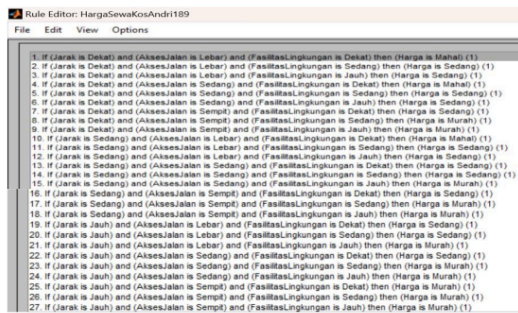 Rule Editor: HargaSewaKosAndri189
File Edit View Options
1. If (Jarak is Dekat) and (AksesJalan is Lebar) and (FasilitasLingkungan is Dekat) then (Harga is Mahal) (1)
2. If (Jarak is Dekat) and (AksesJalan is Lebar) and (FasilitasLingkungan is Sedang) then (Harga is Sedang) (1)
3. If (Jarak is Dekat) and (AksesJalan is Lebar) and (FasilitasLingkungan is Jauh) then (Harga is Sedang) (1)
4. If (Jarak is Dekat) and (AksesJalan is Sedang) and (FasilitasLingkungan is Dekat) then (Harga is Mahal) (1)
5. If (Jarak is Dekat) and (AksesJalan is Sedang) and (FasilitasLingkungan is Sedang) then (Harga is Sedang) (1)
6. If (Jarak is Dekat) and (AksesJalan is Sedang) and (FasilitasLingkungan is Jauh) then (Harga is Sedang) (1)
7. If (Jarak is Dekat) and (AksesJalan is Sempit) and (FasilitasLingkungan is Dekat) then (Harga is Sedang) (1)
8. If (Jarak is Dekat) and (AksesJalan is Sempit) and (FasilitasLingkungan is Sedang) then (Harga is Murah) (1)
9. If (Jarak is Dekat) and (AksesJalan is Sempit) and (FasilitasLingkungan is Jauh) then (Harga is Murah) (1)
10. If (Jarak is Sedang) and (AksesJalan is Lebar) and (FasilitasLingkungan is Dekat) then (Harga is Mahal) (1)
11. If (Jarak is Sedang) and (AksesJalan is Lebar) and (FasilitasLingkungan is Sedang) then (Harga is Sedang) (1)
12. If (Jarak is Sedang) and (AksesJalan is Lebar) and (FasilitasLingkungan is Jauh) then (Harga is Murah) (1)
13. If (Jarak is Sedang) and (AksesJalan is Sedang) and (FasilitasLingkungan is Dekat) then (Harga is Sedang) (1)
14. If (Jarak is Sedang) and (AksesJalan is Sedang) and (FasilitasLingkungan is Sedang) then (Harga is Sedang) (1)
15. If (Jarak is Sedang) and (AksesJalan is Sedang) and (FasilitasLingkungan is Jauh) then (Harga is Murah) (1)
16. If (Jarak is Sedang) and (AksesJalan is Sempit) and (FasilitasLingkungan is Dekat) then (Harga is Murah) (1)
17. If (Jarak is Sedang) and (AksesJalan is Sempit) and (FasilitasLingkungan is Sedang) then (Harga is Murah) (1)
18. If (Jarak is Sedang) and (AksesJalan is Sempit) and (FasilitasLingkungan is Jauh) then (Harga is Murah) (1)
19. If (Jarak is Jauh) and (AksesJalan is Lebar) and (FasilitasLingkungan is Dekat) then (Harga is Sedang) (1)
20. If (Jarak is Jauh) and (AksesJalan is Lebar) and (FasilitasLingkungan is Sedang) then (Harga is Murah) (1)
21. If (Jarak is Jauh) and (AksesJalan is Lebar) and (FasilitasLingkungan is Jauh) then (Harga is Murah) (1)
22. If (Jarak is Jauh) and (AksesJalan is Sedang) and (FasilitasLingkungan is Dekat) then (Harga is Sedang) (1)
23. If (Jarak is Jauh) and (AksesJalan is Sedang) and (FasilitasLingkungan is Sedang) then (Harga is Murah) (1)
24. If (Jarak is Jauh) and (AksesJalan is Sedang) and (FasilitasLingkungan is Jauh) then (Harga is Murah) (1)
25. If (Jarak is Jauh) and (AksesJalan is Sempit) and (FasilitasLingkungan is Dekat) then (Harga is Murah) (1)
26. If (Jarak is Jauh) and (AksesJalan is Sempit) and (FasilitasLingkungan is Sedang) then (Harga is Murah) (1)
27. If (Jarak is Jauh) and (AksesJalan is Sempit) and (FasilitasLingkungan is Jauh) then (Harga is Murah) (1)